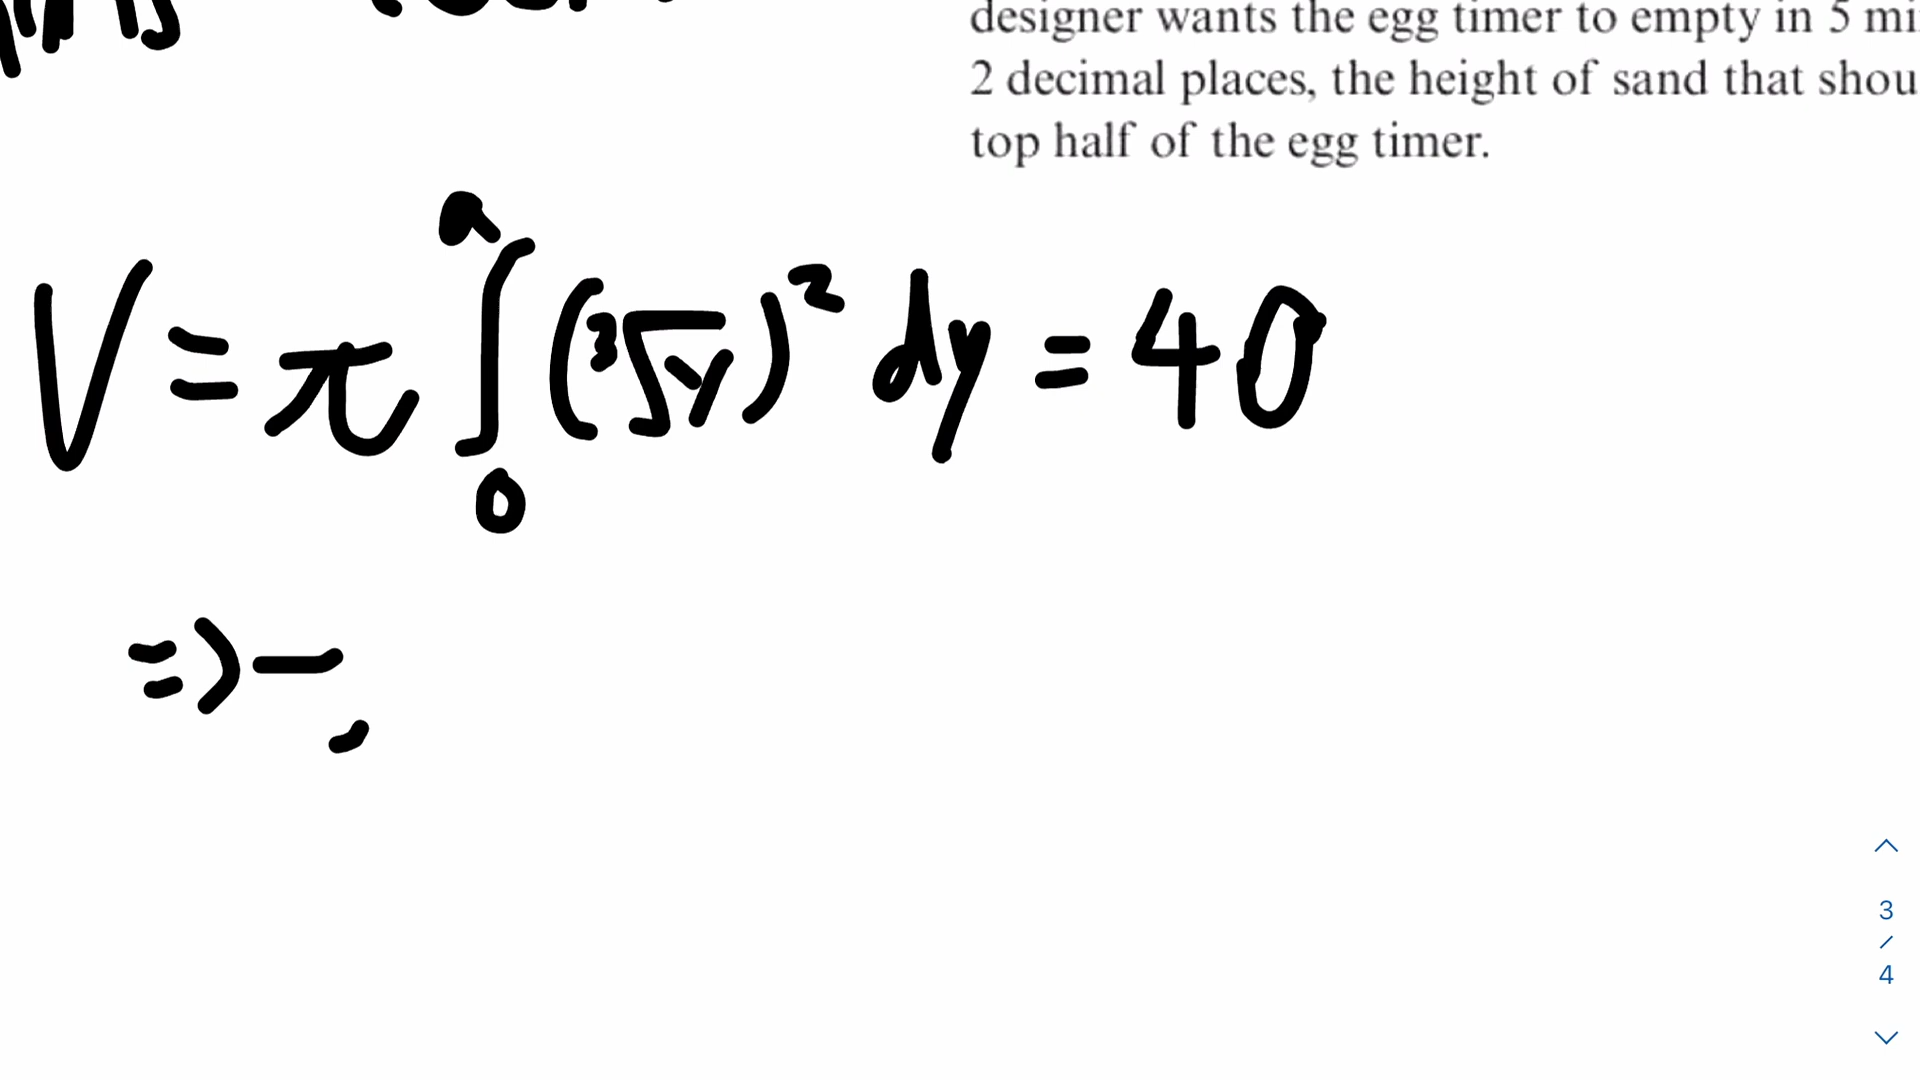 designer wants the egg timer to empty in 5 mi
2 decimal places, the height of sand that shou
top half of the egg timer.
V = π ∫₀ᵃ (³√y)² dy = 40
=> −
3
/
4